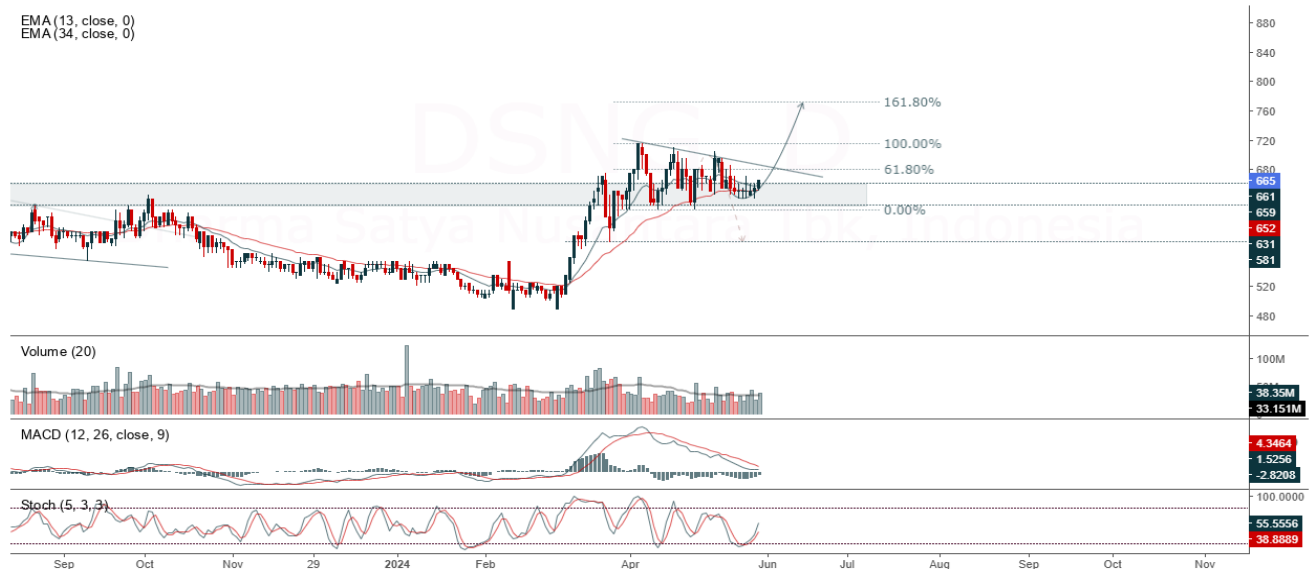 EMA (13, close, 0)
EMA (34, close, 0)
DSNG, D
Indonesia
880
840
800
760
720
680
520
480
161.80%
100.00%
61.80%
0.00%
665
661
659
652
631
581
Volume (20)
100M
38.35M
33.151M
MACD (12, 26, close, 9)
4.3464
1.5256
-2.8208
Stoch (5, 3, 3)
100.0000
55.5556
38.8889
Sep
Oct
Nov
29
2024
Feb
Apr
Jun
Jul
Aug
Sep
Oct
Nov